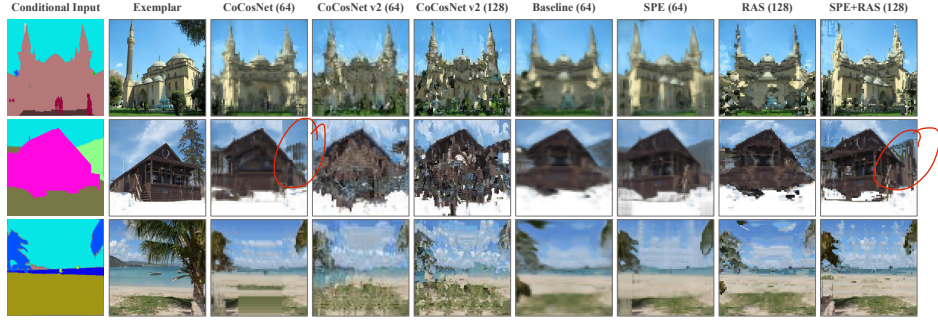 Conditional Input Exemplar CoCosNet (64) CoCosNet v2 (64) CoCosNet v2 (128) Baseline (64) SPE (64) RAS (128) SPE+RAS (128)